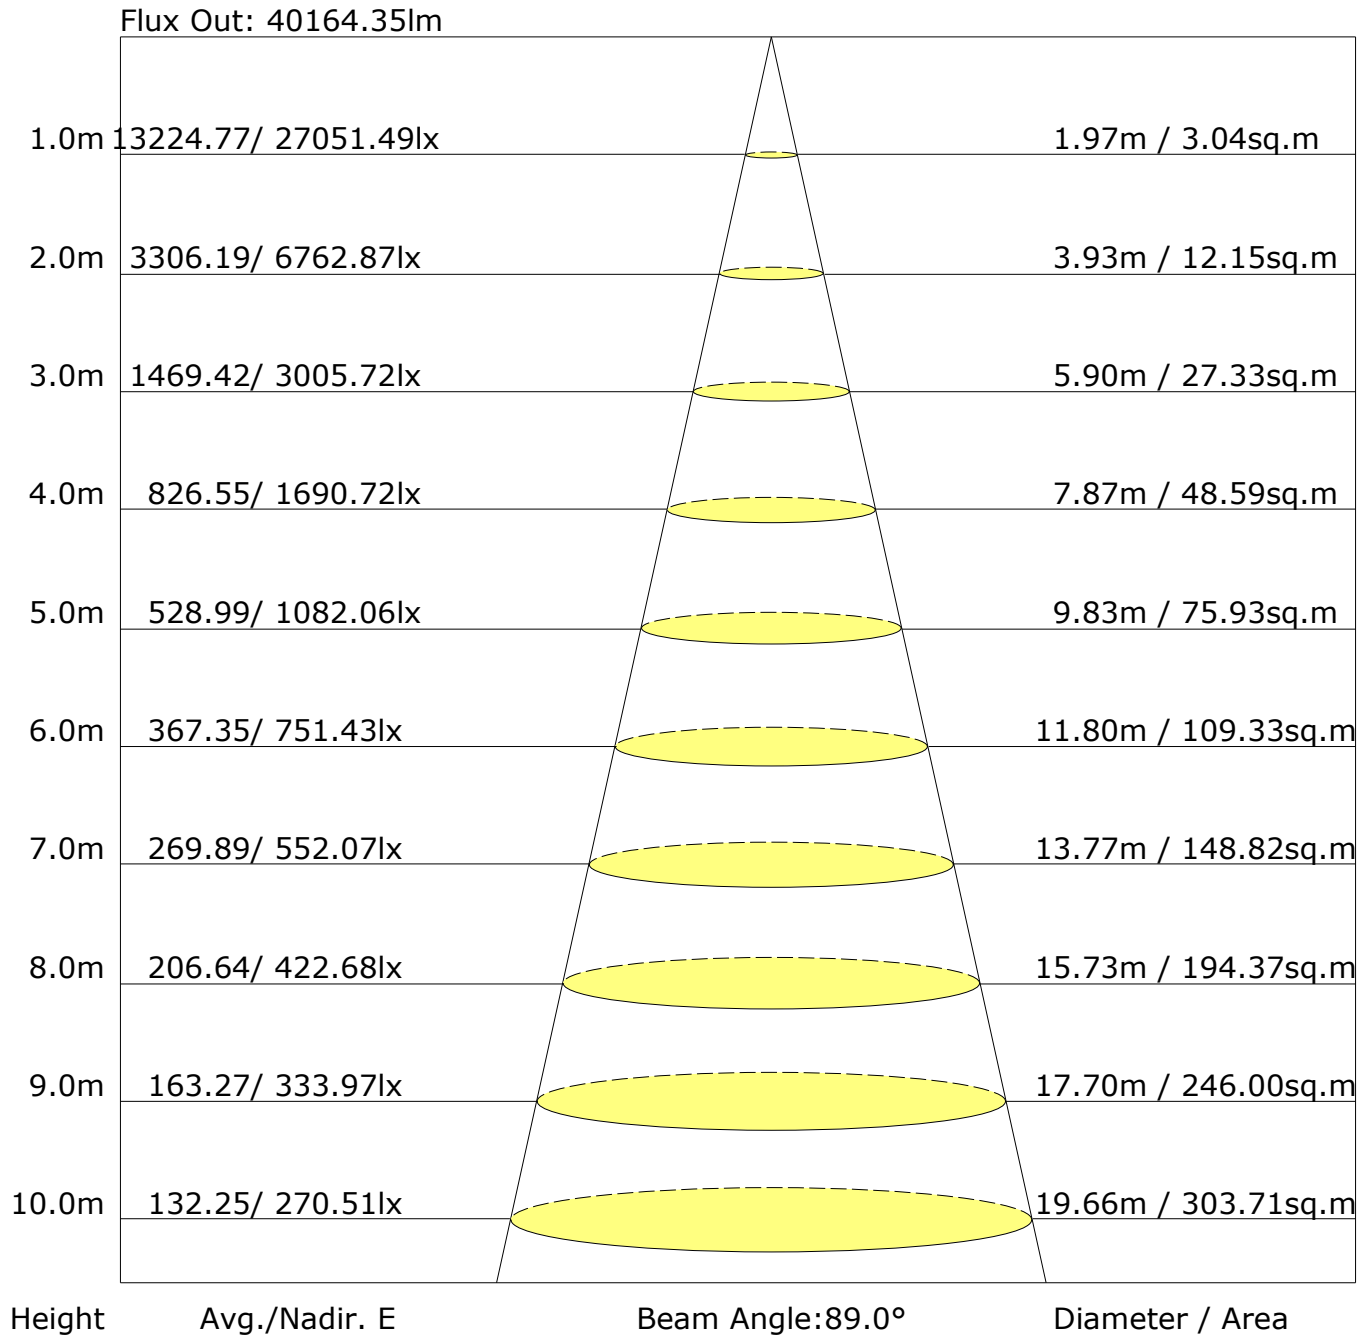 Flux Out: 40164.35lm
1.0m 13224.77/ 27051.49lx 1.97m / 3.04sq.m
2.0m 3306.19/ 6762.87lx 3.93m / 12.15sq.m
3.0m 1469.42/ 3005.72lx 5.90m / 27.33sq.m
4.0m 826.55/ 1690.72lx 7.87m / 48.59sq.m
5.0m 528.99/ 1082.06lx 9.83m / 75.93sq.m
6.0m 367.35/ 751.43lx 11.80m / 109.33sq.m
7.0m 269.89/ 552.07lx 13.77m / 148.82sq.m
8.0m 206.64/ 422.68lx 15.73m / 194.37sq.m
9.0m 163.27/ 333.97lx 17.70m / 246.00sq.m
10.0m 132.25/ 270.51lx 19.66m / 303.71sq.m
Height Avg./Nadir. E Beam Angle:89.0° Diameter / Area